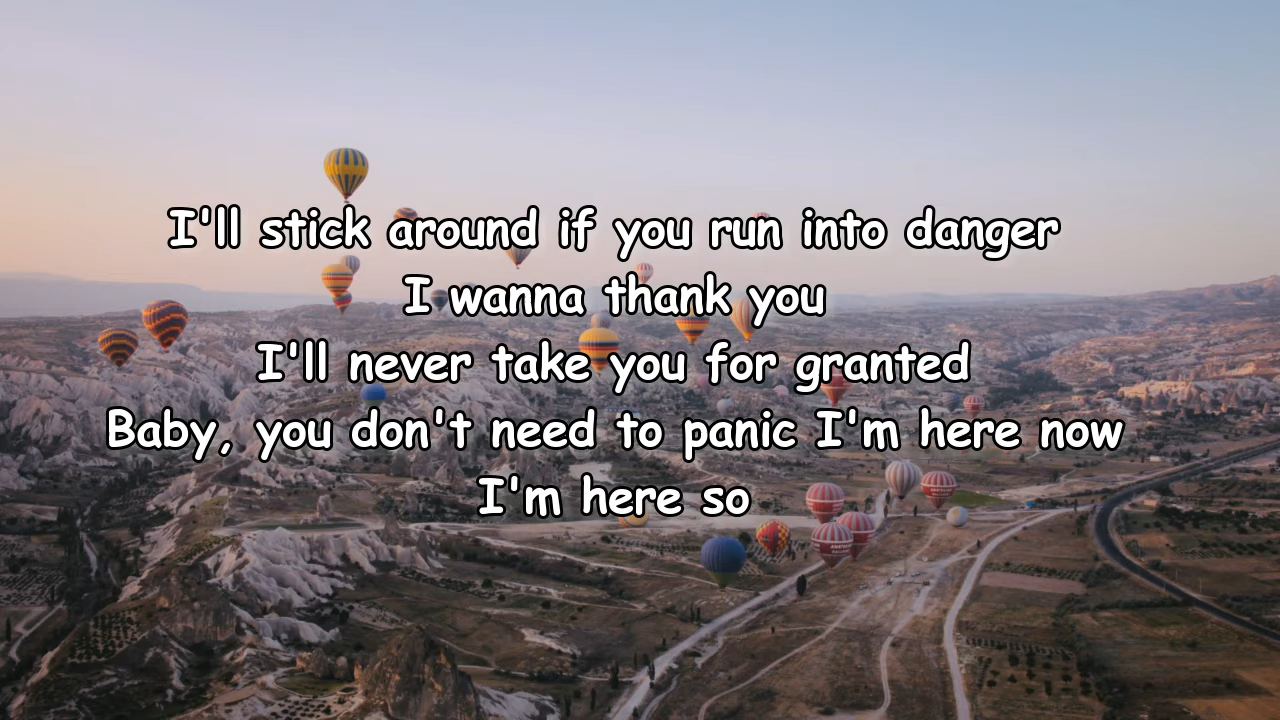 I'll stick around if you run into danger
I wanna thank you
I'll never take you for granted
Baby, you don't need to panic I'm here now
I'm here so